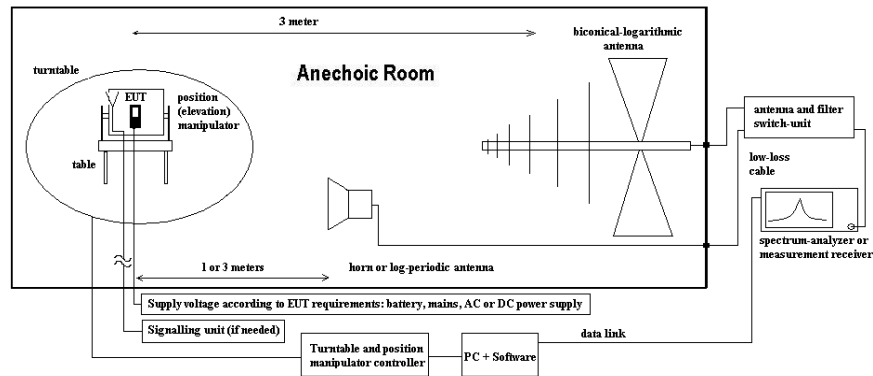 3 meter
biconical-logarithmic
antenna
turntable
Anechoic Room
EUT
position
(elevation)
manipulator
antenna and filter
switch-unit
table
low-loss
cable
spectrum-analyzer or
measurement receiver
1 or 3 meters
horn or log-periodic antenna
Supply voltage according to EUT requirements: battery, mains, AC or DC power supply
Signalling unit (if needed)
data link
Turntable and position
manipulator controller
PC + Software